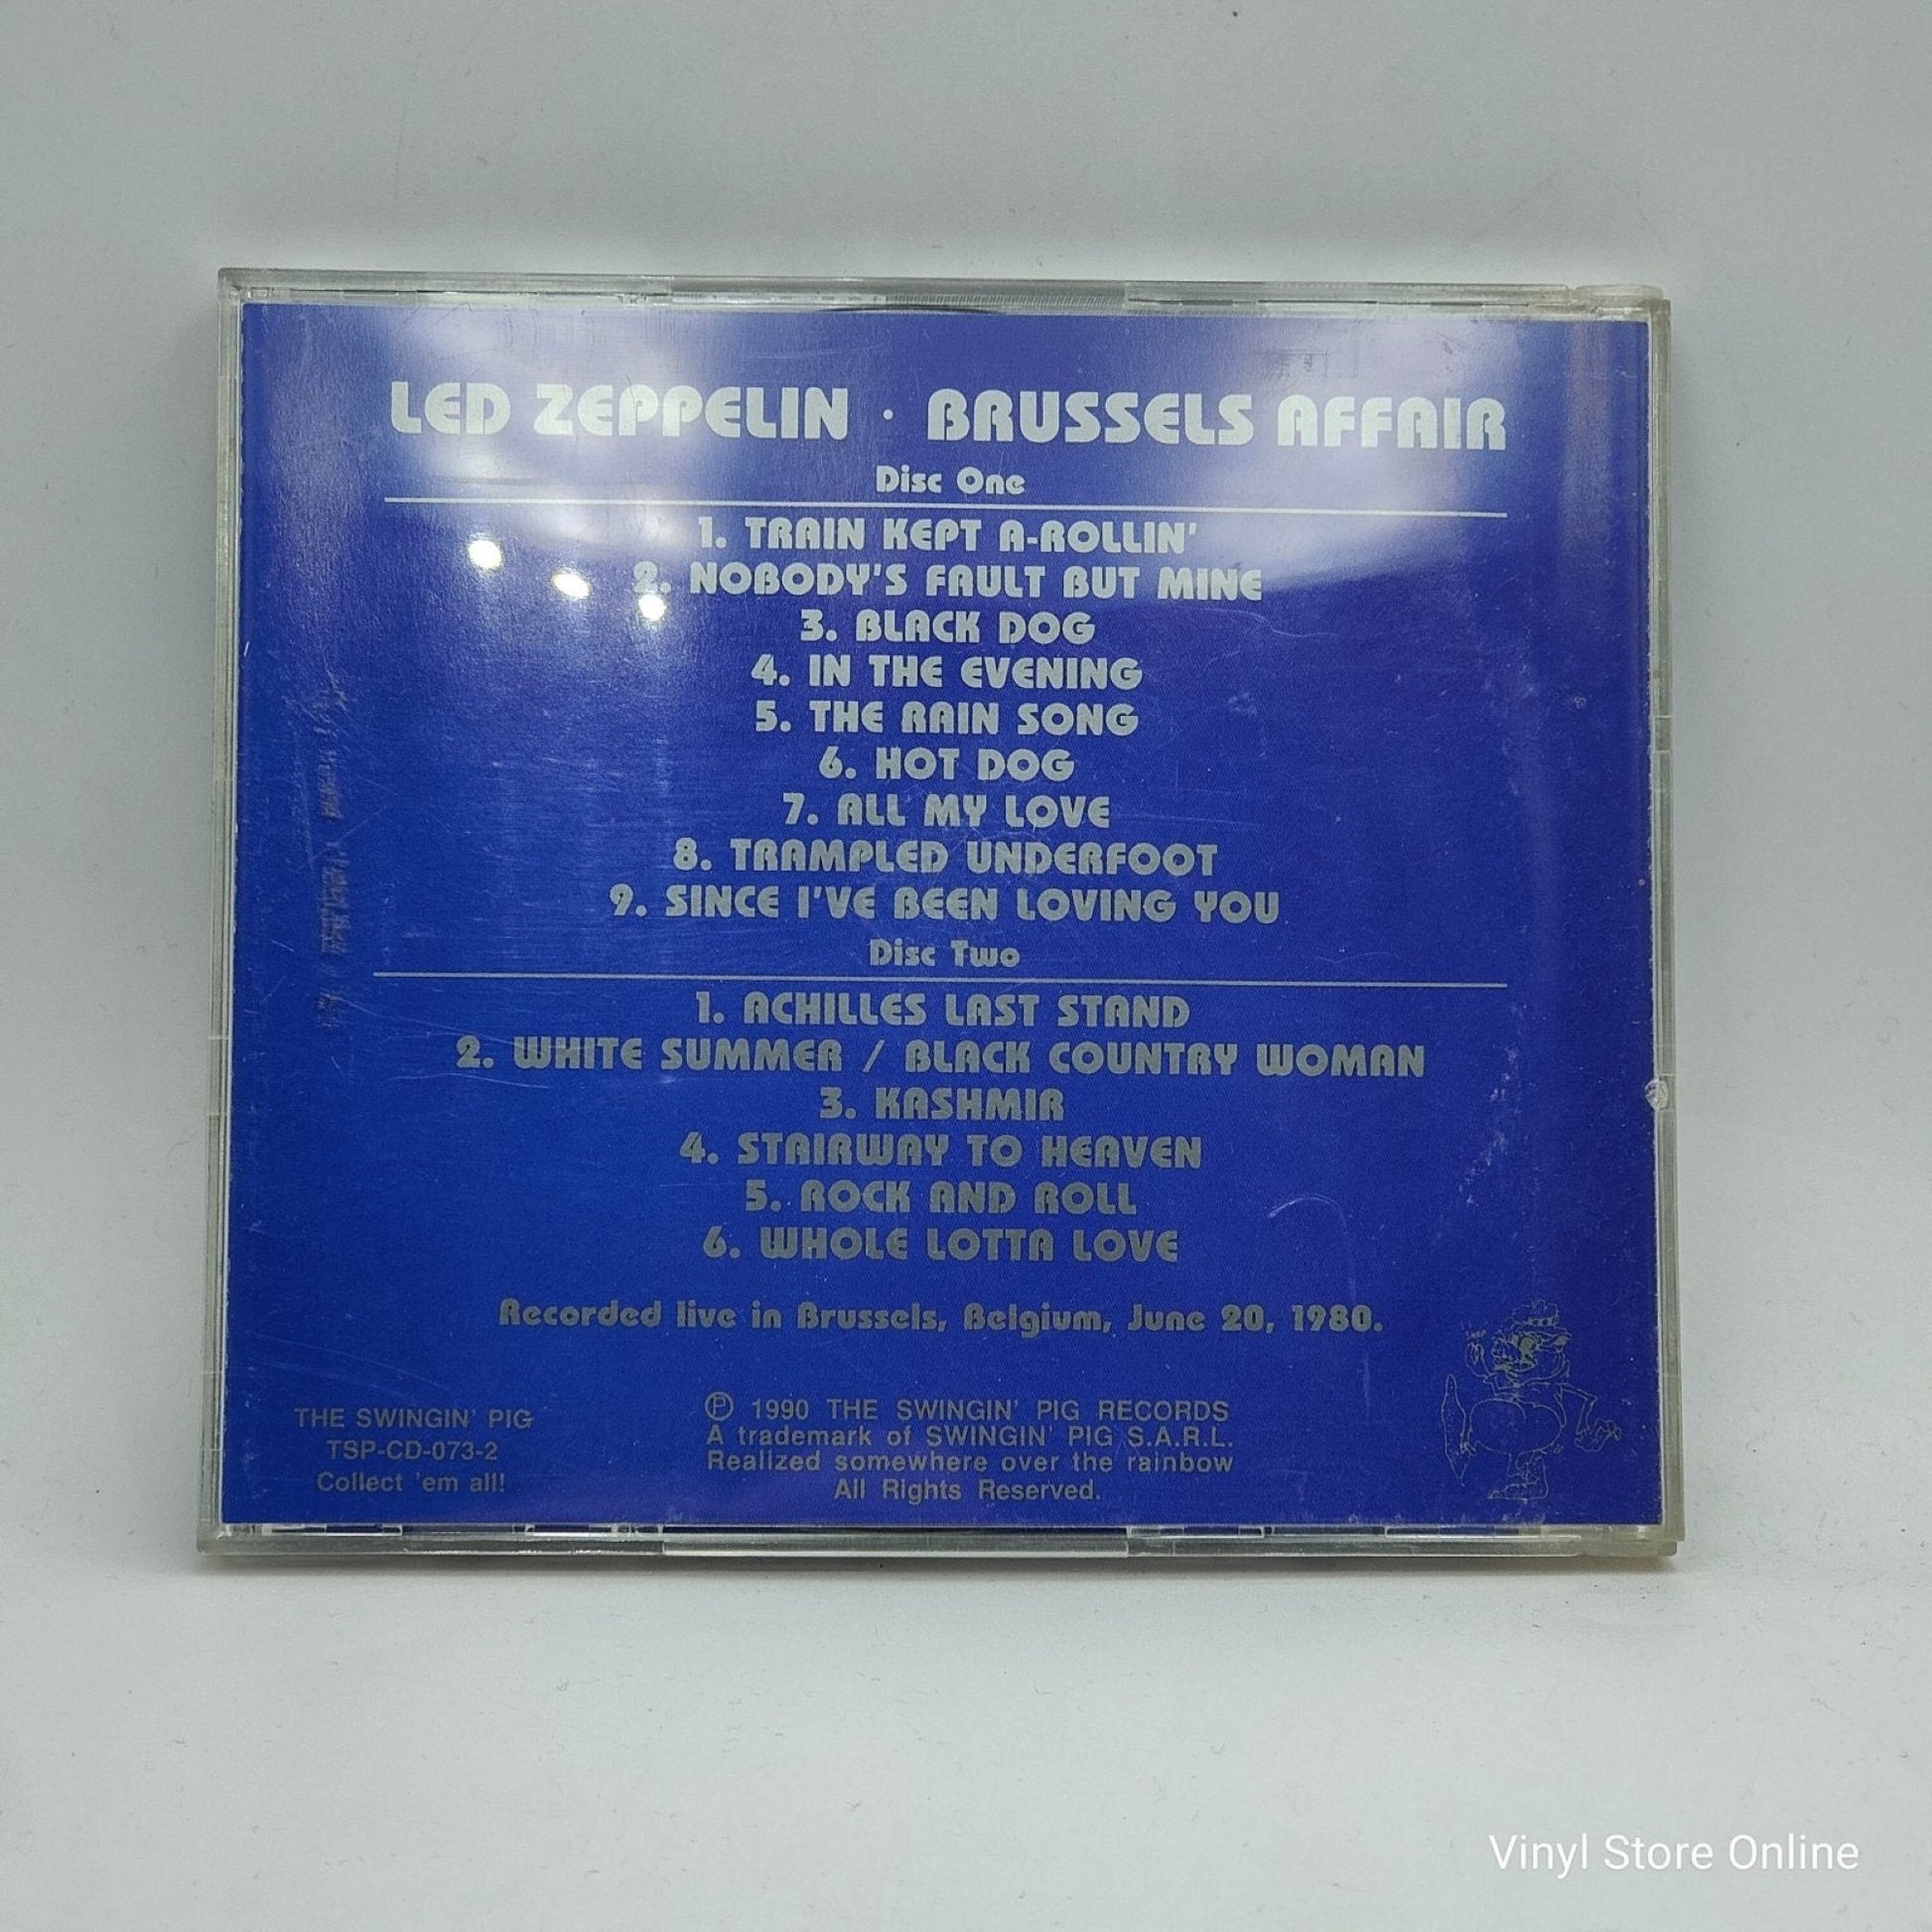 LED ZEPPELIN · BRUSSELS AFFAIR
Disc One
1. TRAIN KEPT A-ROLLIN'
2. NOBODY'S FAULT BUT MINE
3. BLACK DOG
4. IN THE EVENING
5. THE RAIN SONG
6. HOT DOG
7. ALL MY LOVE
8. TRAMPLED UNDERFOOT
9. SINCE I'VE BEEN LOVING YOU
Disc Two
1. ACHILLES LAST STAND
2. WHITE SUMMER / BLACK COUNTRY WOMAN
3. KASHMIR
4. STAIRWAY TO HEAVEN
5. ROCK AND ROLL
6. WHOLE LOTTA LOVE
Recorded live in Brussels, Belgium, June 20, 1980.
THE SWINGIN' PIG
TSP-CD-073-2
Collect 'em all!
Ⓟ 1990 THE SWINGIN' PIG RECORDS
A trademark of SWINGIN' PIG S.A.R.L.
Realized somewhere over the rainbow
All Rights Reserved.
Vinyl Store Online